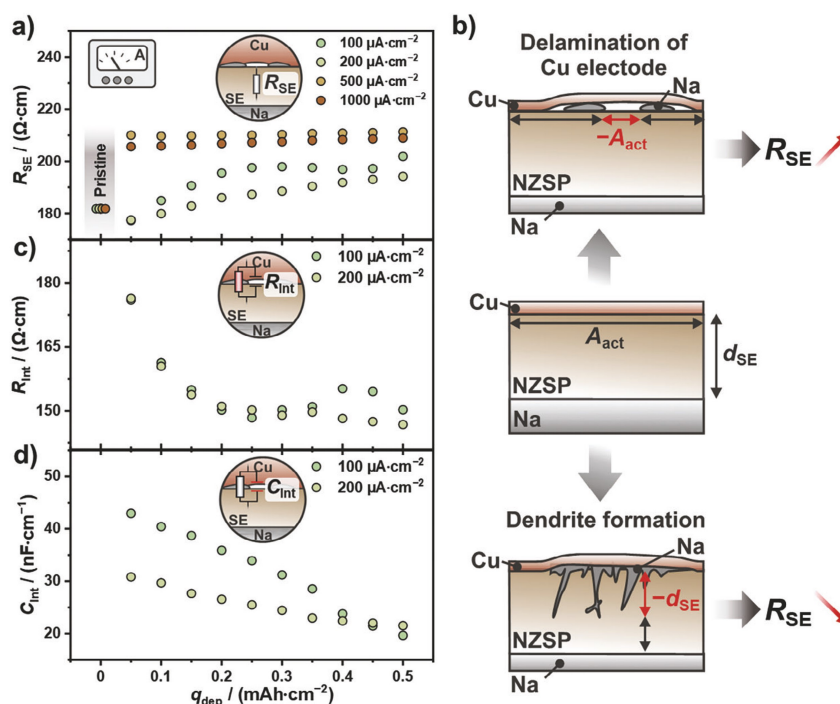 a)
240
220
200
180
R_SE / (Ω·cm)
Pristine
A
Cu
SE
R_SE
Na
100 µA·cm⁻²
200 µA·cm⁻²
500 µA·cm⁻²
1000 µA·cm⁻²
c)
180
165
150
R_Int / (Ω·cm)
Cu
R_Int
SE
Na
100 µA·cm⁻²
200 µA·cm⁻²
d)
50
40
30
20
C_Int / (nF·cm⁻¹)
Cu
C_Int
SE
Na
100 µA·cm⁻²
200 µA·cm⁻²
0 0.1 0.2 0.3 0.4 0.5
q_dep / (mAh·cm⁻²)
b)
Delamination of
Cu electode
Cu
Na
−A_act
NZSP
Na
R_SE
Cu
A_act
d_SE
NZSP
Na
Dendrite formation
Cu
Na
−d_SE
NZSP
Na
R_SE